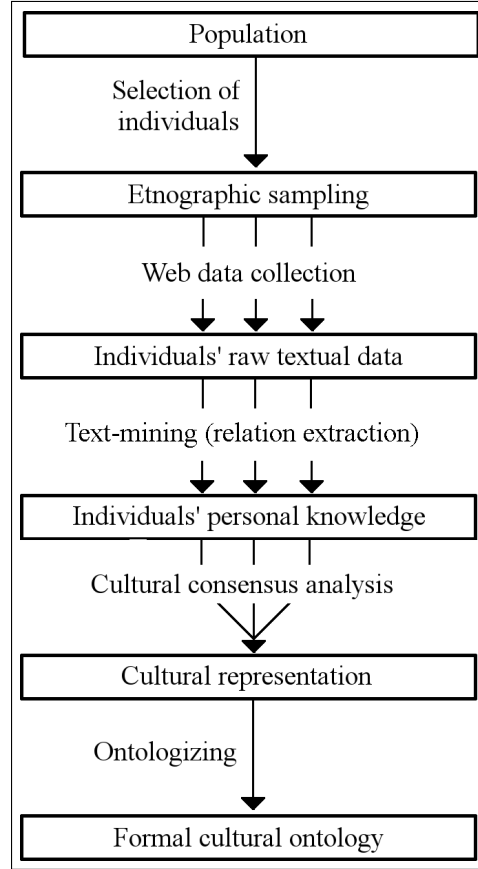 Population
Selection of
individuals
Etnographic sampling
Web data collection
Individuals' raw textual data
Text-mining (relation extraction)
Individuals' personal knowledge
Cultural consensus analysis
Cultural representation
Ontologizing
Formal cultural ontology